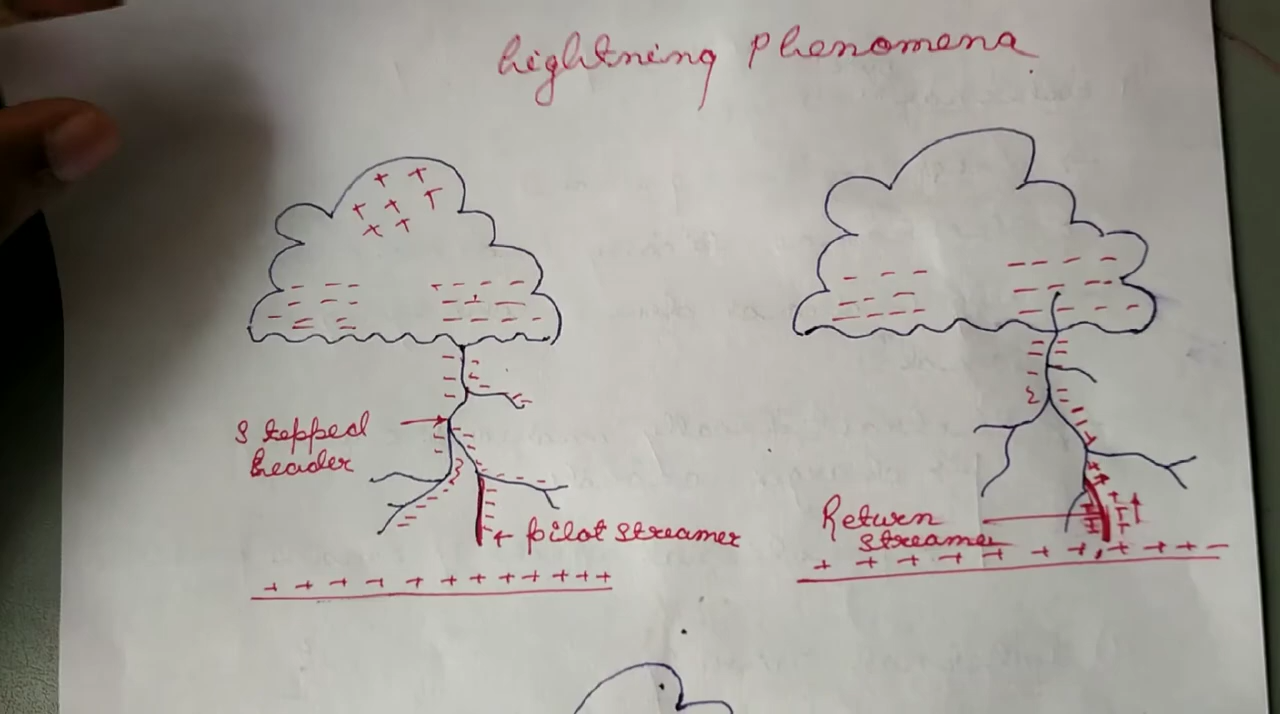 Lightning Phenomena
Stepped
Leader
Pilot streamer
Return
streamer